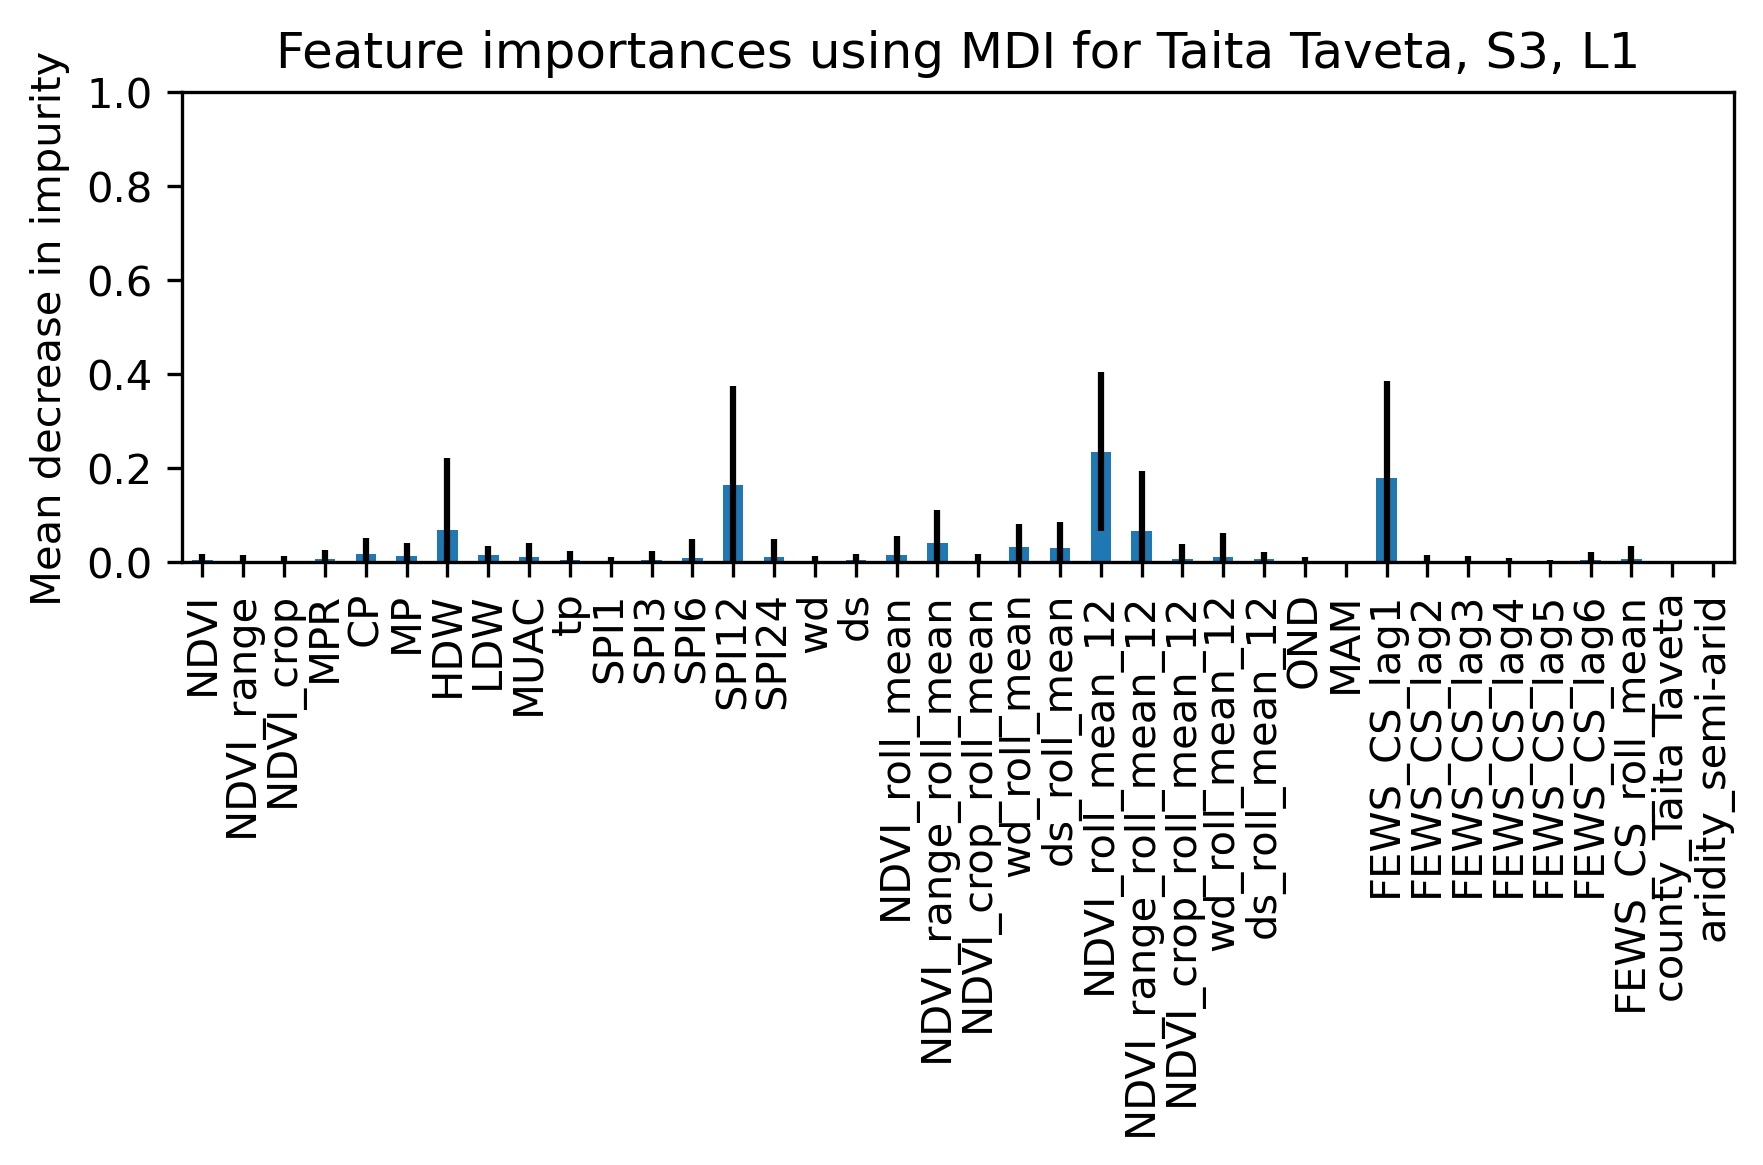 Feature importances using MDI for Taita Taveta, S3, L1
Mean decrease in impurity
1.0
0.8
0.6
0.4
0.2
0.0
NDVI
NDVI_range
NDVI_crop
MPR
CP
MP
HDW
LDW
MUAC
tp
SPI1
SPI3
SPI6
SPI12
SPI24
wd
ds
NDVI_roll_mean
NDVI_range_roll_mean
NDVI_crop_roll_mean
wd_roll_mean
ds_roll_mean
NDVI_roll_mean_12
NDVI_range_roll_mean_12
NDVI_crop_roll_mean_12
wd_roll_mean_12
ds_roll_mean_12
OND
MAM
FEWS_CS_lag1
FEWS_CS_lag2
FEWS_CS_lag3
FEWS_CS_lag4
FEWS_CS_lag5
FEWS_CS_lag6
FEWS_CS_roll_mean
county_Taita Taveta
aridity_semi-arid